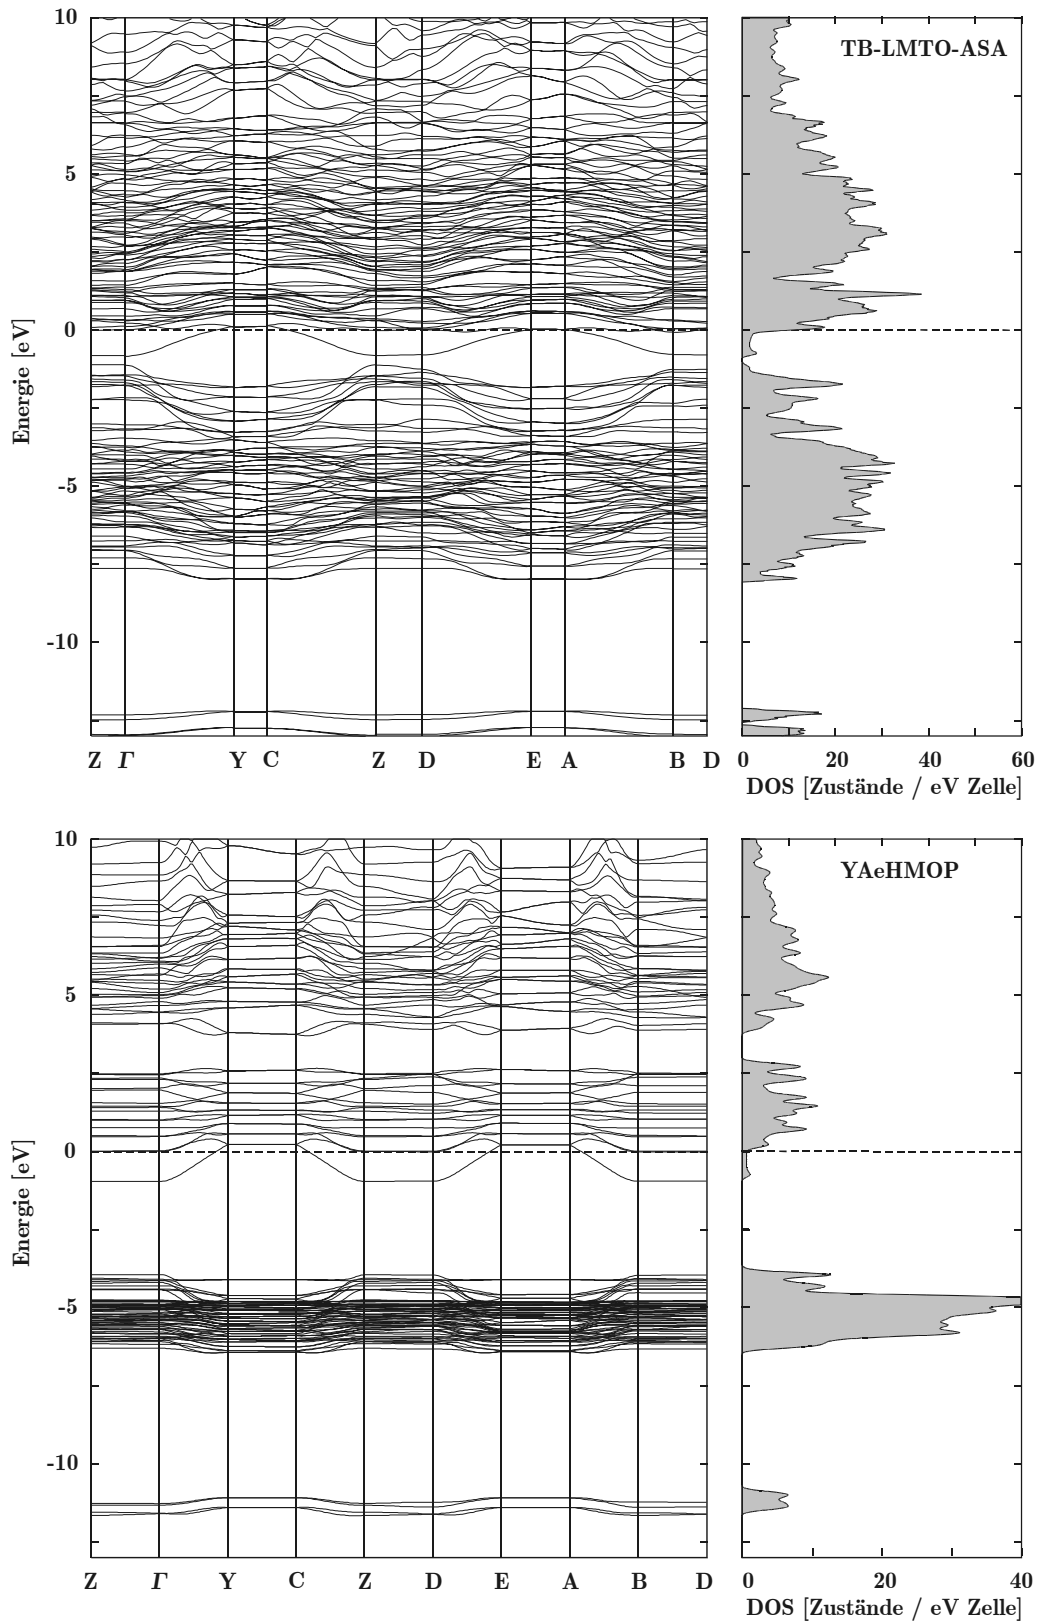 10
5
0
-5
-10
Energie [eV]
Z Γ Y C Z D E A B D
TB-LMTO-ASA
0 20 40 60
DOS [Zustände / eV Zelle]
10
5
0
-5
-10
Energie [eV]
Z Γ Y C Z D E A B D
YAeHMOP
0 20 40
DOS [Zustände / eV Zelle]